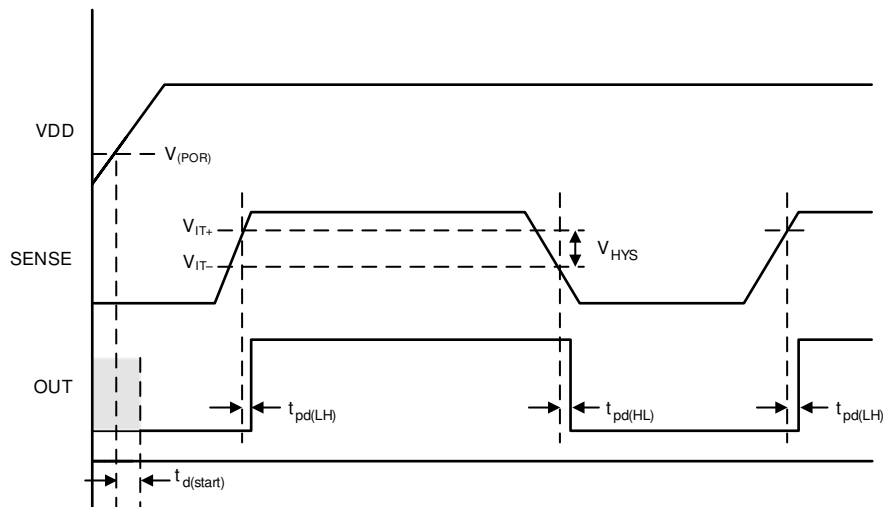 VDD
V(POR)
VIT+
SENSE
VIT–
VHYS
OUT
tpd(LH)
tpd(HL)
tpd(LH)
td(start)